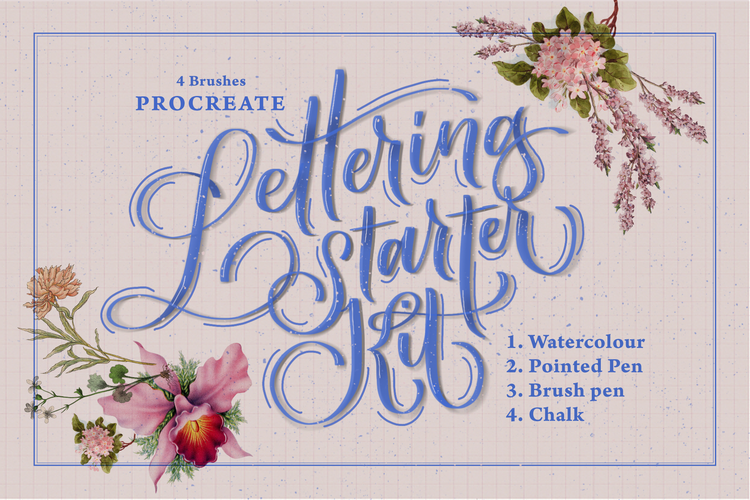 4 Brushes
PROCREATE
Lettering
Starter
Kit
1. Watercolour
2. Pointed Pen
3. Brush pen
4. Chalk